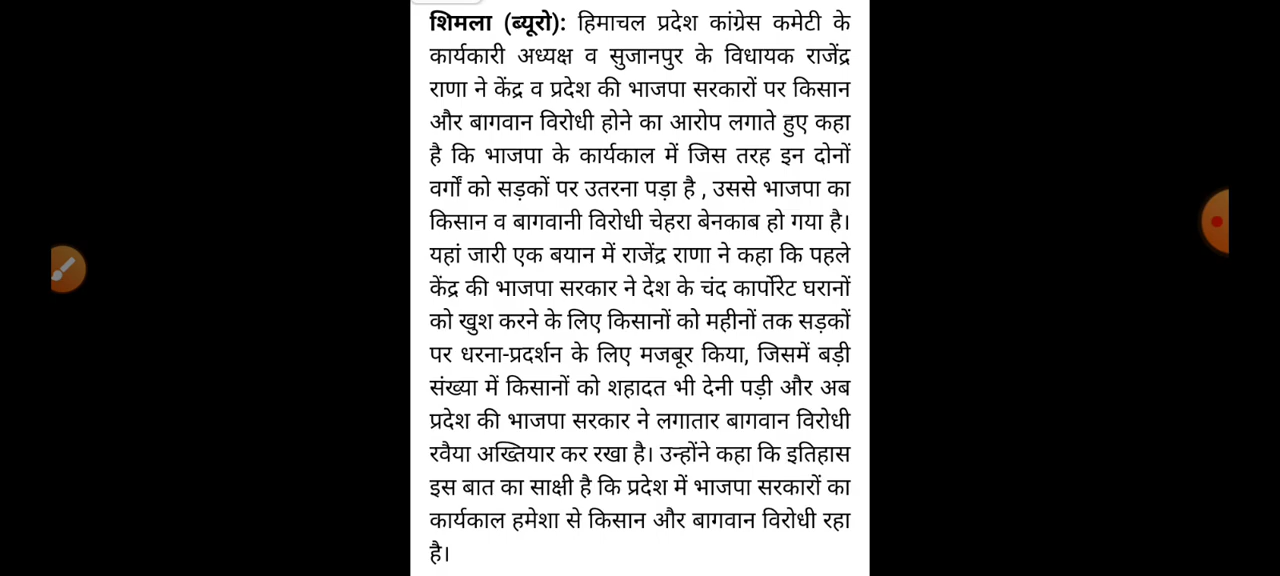 शिमला (ब्यूरो): हिमाचल प्रदेश कांग्रेस कमेटी के
कार्यकारी अध्यक्ष व सुजानपुर के विधायक राजेंद्र
राणा ने केंद्र व प्रदेश की भाजपा सरकारों पर किसान
और बागवान विरोधी होने का आरोप लगाते हुए कहा
है कि भाजपा के कार्यकाल में जिस तरह इन दोनों
वर्गों को सड़कों पर उतरना पड़ा है , उससे भाजपा का
किसान व बागवानी विरोधी चेहरा बेनकाब हो गया है।
यहां जारी एक बयान में राजेंद्र राणा ने कहा कि पहले
केंद्र की भाजपा सरकार ने देश के चंद कार्पोरेट घरानों
को खुश करने के लिए किसानों को महीनों तक सड़कों
पर धरना-प्रदर्शन के लिए मजबूर किया, जिसमें बड़ी
संख्या में किसानों को शहादत भी देनी पड़ी और अब
प्रदेश की भाजपा सरकार ने लगातार बागवान विरोधी
रवैया अख्तियार कर रखा है। उन्होंने कहा कि इतिहास
इस बात का साक्षी है कि प्रदेश में भाजपा सरकारों का
कार्यकाल हमेशा से किसान और बागवान विरोधी रहा
है।